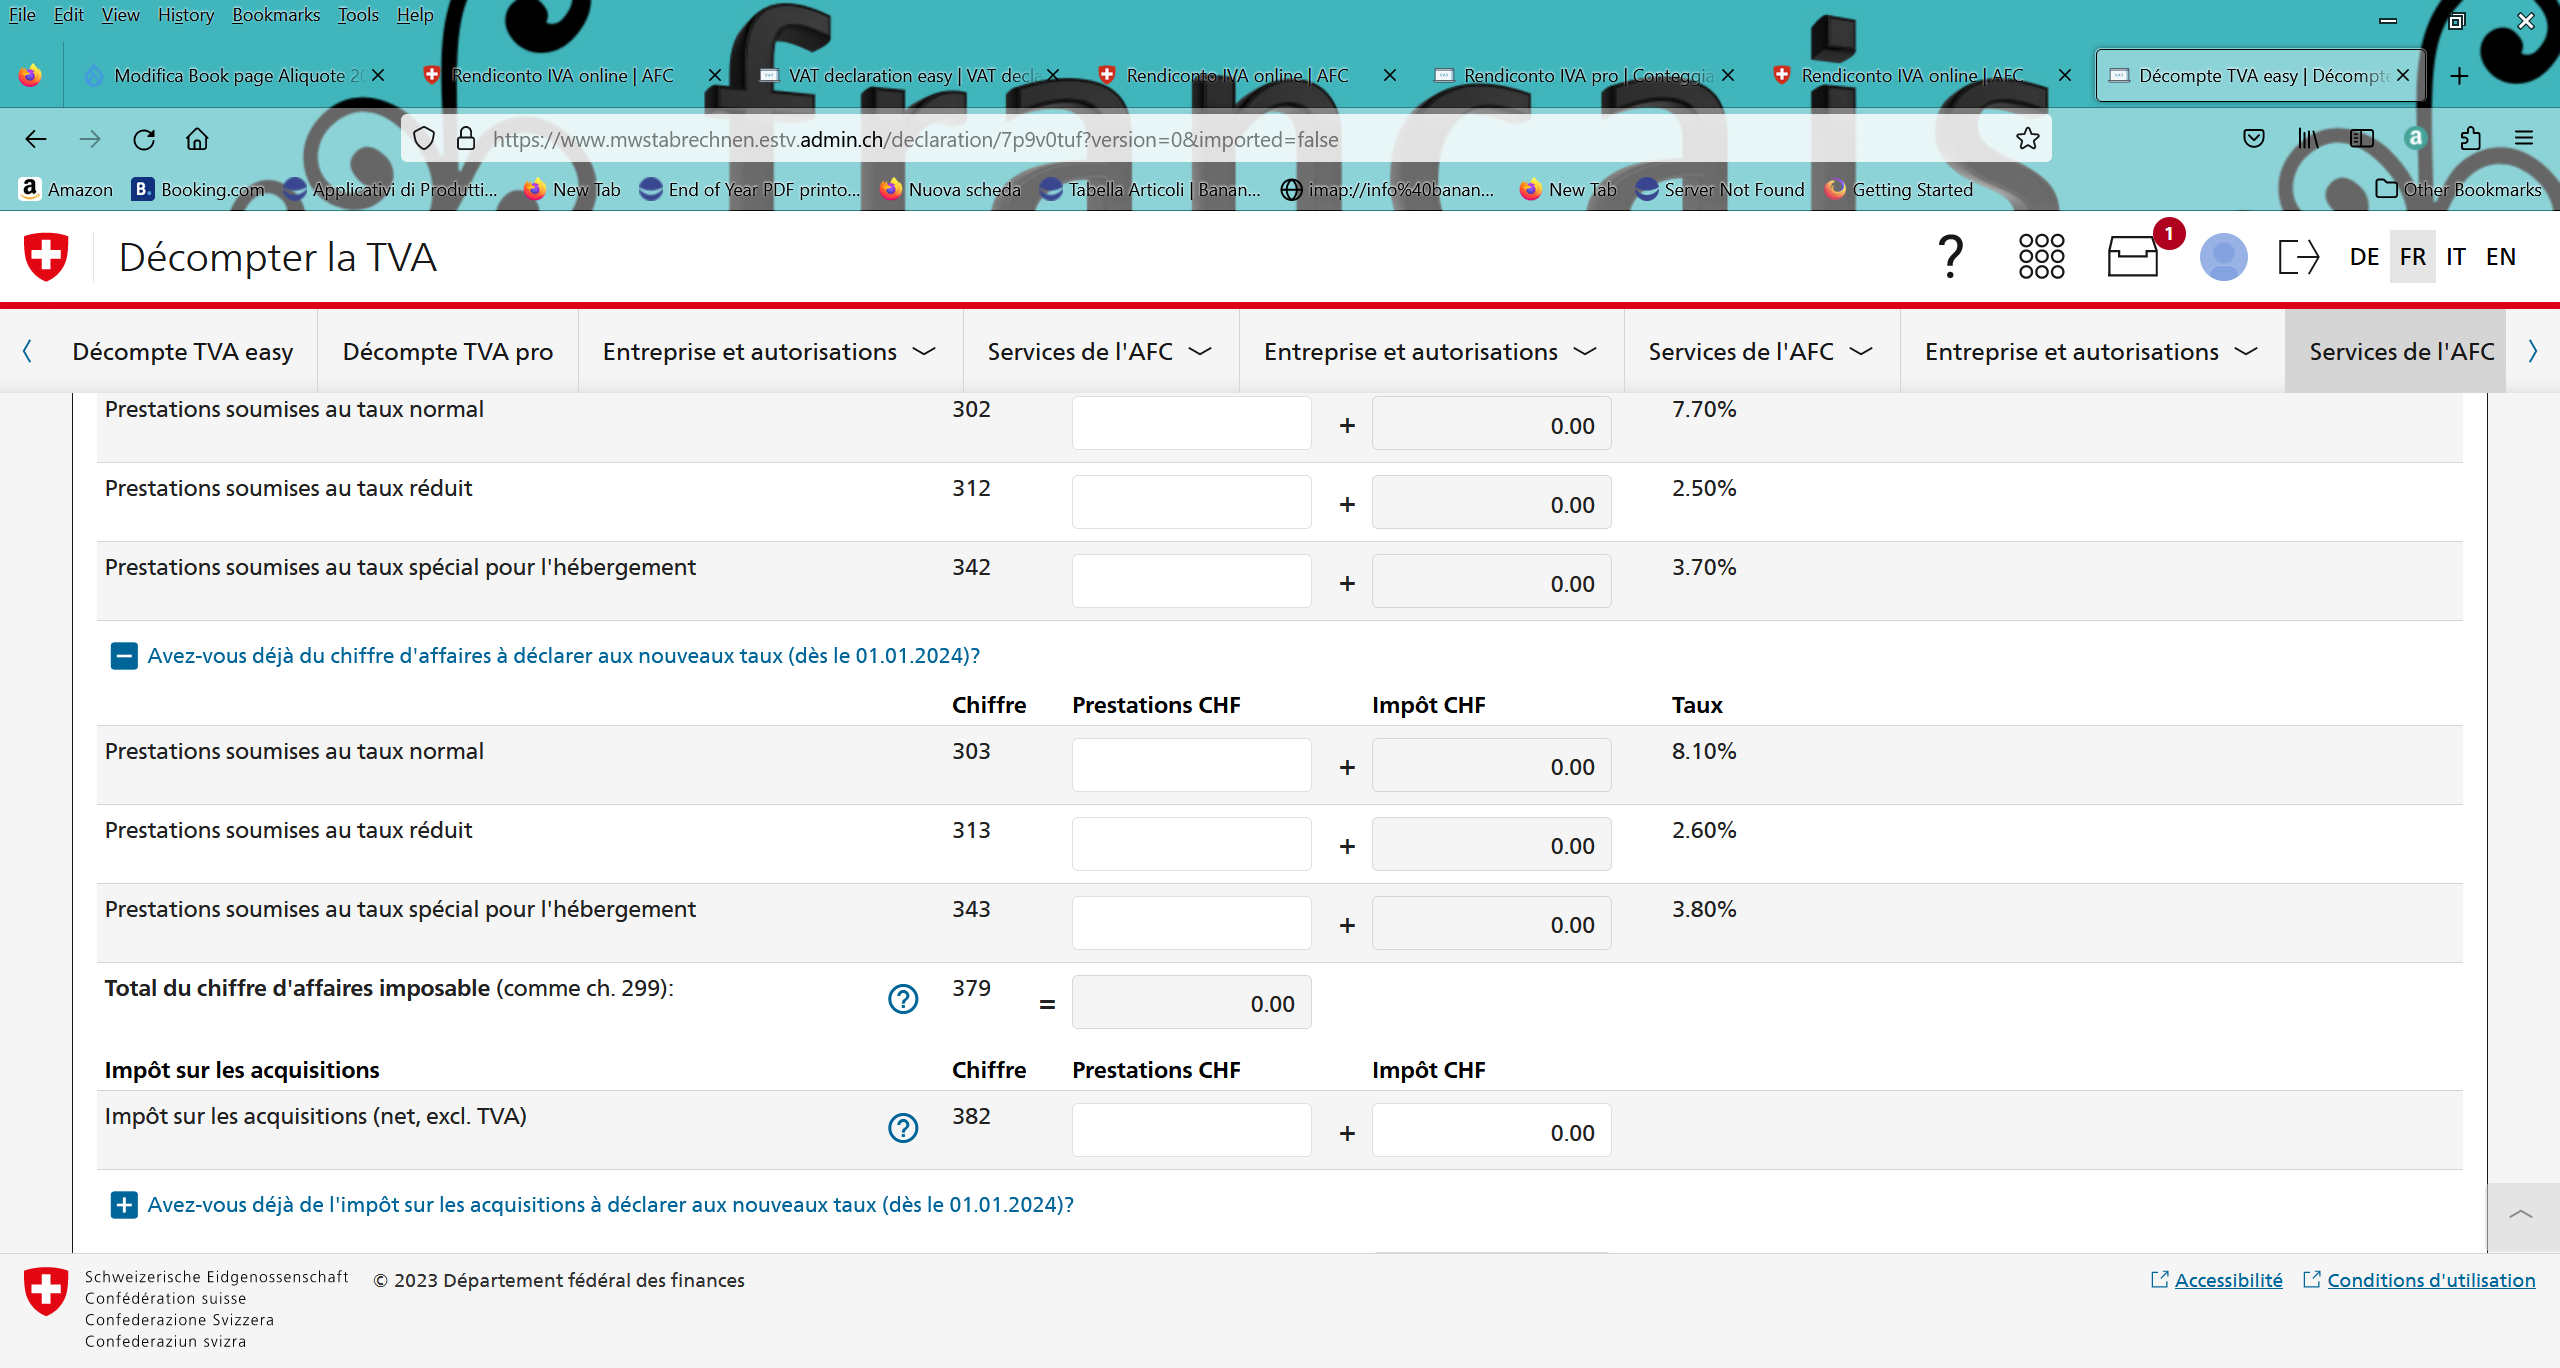 File Edit View History Bookmarks Tools Help
Modifica Book page Aliquote 20 Rendiconto IVA online | AFC VAT declaration easy | VAT decla Rendiconto IVA online | AFC Rendiconto IVA pro | Conteggia Rendiconto IVA online | AFC Décompte TVA easy | Décompte
français
https://www.mwstabrechnen.estv.admin.ch/declaration/7p9v0tuf?version=0&imported=false
Amazon Booking.com Applicativi di Produtti... New Tab End of Year PDF printo... Nuova scheda Tabella Articoli | Banan... imap://info%40banan... New Tab Server Not Found Getting Started Other Bookmarks
Décompter la TVA ? 1 DE FR IT EN
Décompte TVA easy Décompte TVA pro Entreprise et autorisations Services de l'AFC Entreprise et autorisations Services de l'AFC Entreprise et autorisations Services de l'AFC
Prestations soumises au taux normal 302 + 0.00 7.70%
Prestations soumises au taux réduit 312 + 0.00 2.50%
Prestations soumises au taux spécial pour l'hébergement 342 + 0.00 3.70%
Avez-vous déjà du chiffre d'affaires à déclarer aux nouveaux taux (dès le 01.01.2024)?
Chiffre Prestations CHF Impôt CHF Taux
Prestations soumises au taux normal 303 + 0.00 8.10%
Prestations soumises au taux réduit 313 + 0.00 2.60%
Prestations soumises au taux spécial pour l'hébergement 343 + 0.00 3.80%
Total du chiffre d'affaires imposable (comme ch. 299): ? 379 = 0.00
Impôt sur les acquisitions Chiffre Prestations CHF Impôt CHF
Impôt sur les acquisitions (net, excl. TVA) ? 382 + 0.00
Avez-vous déjà de l'impôt sur les acquisitions à déclarer aux nouveaux taux (dès le 01.01.2024)?
Schweizerische Eidgenossenschaft
Confédération suisse
Confederazione Svizzera
Confederaziun svizra
© 2023 Département fédéral des finances
Accessibilité Conditions d'utilisation